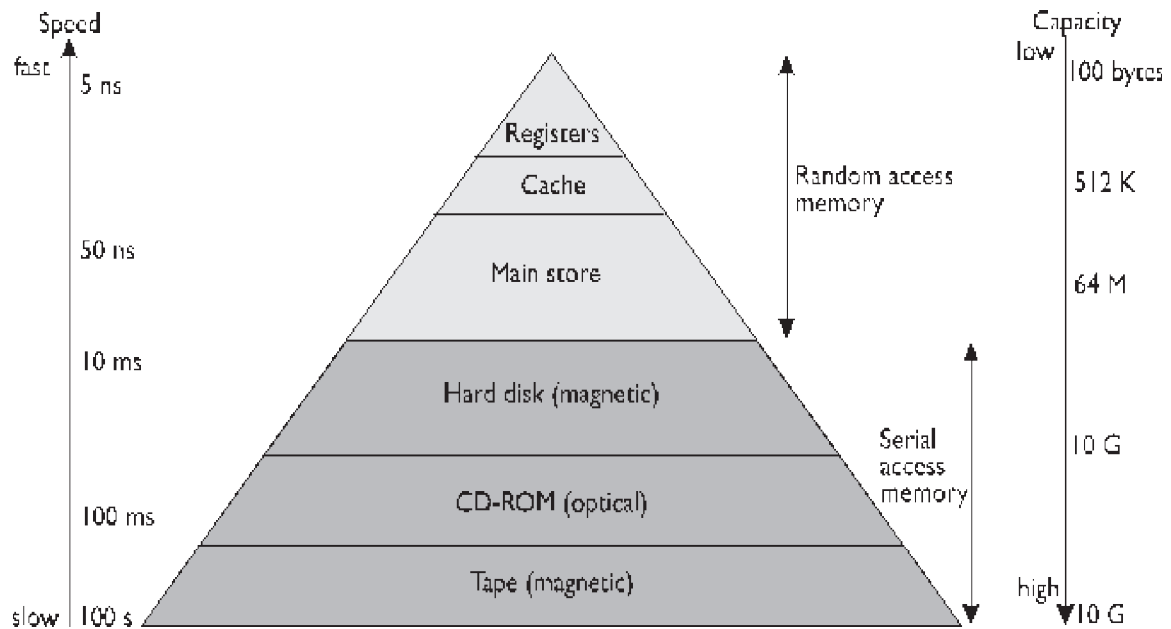 Speed
fast
5 ns
50 ns
10 ms
100 ms
slow
100 s
Registers
Cache
Main store
Hard disk (magnetic)
CD-ROM (optical)
Tape (magnetic)
Random access
memory
Serial
access
memory
Capacity
low
100 bytes
512 K
64 M
10 G
high
10 G